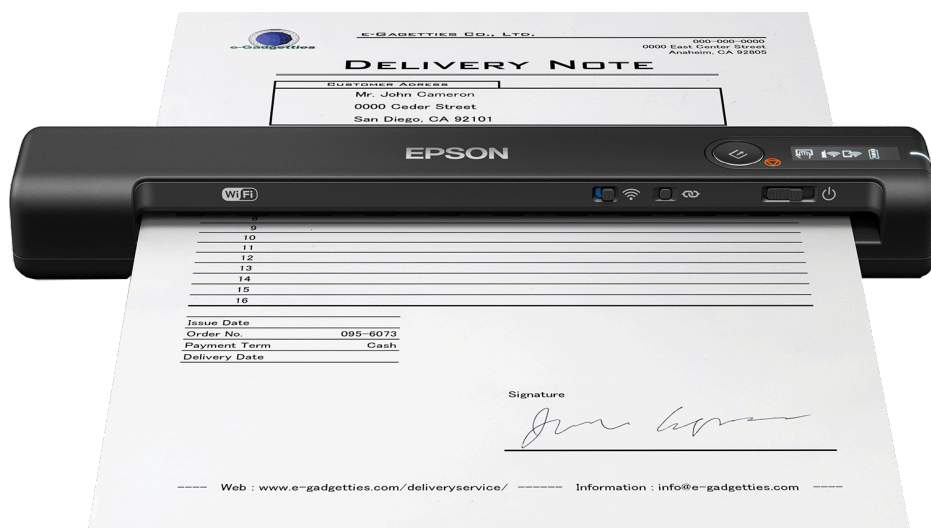 e-Gadgetties
E-GAGETTIES CO., LTD.
000-000-0000
0000 East Center Street
Anaheim, CA 92805
DELIVERY NOTE
CUSTOMER ADRESS
Mr. John Cameron
0000 Ceder Street
San Diego, CA 92101
EPSON
WiFi
8
9
10
11
12
13
14
15
16
Issue Date
Order No. 095-6073
Payment Term Cash
Delivery Date
Signature
---- Web : www.e-gadgetties.com/deliveryservice/ ------ Information : info@e-gadgetties.com ----